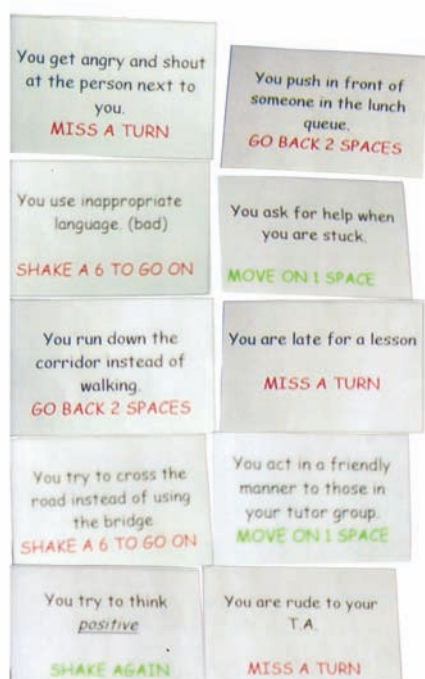 You get angry and shout
at the person next to
you.
MISS A TURN
You push in front of
someone in the lunch
queue.
GO BACK 2 SPACES
You use inappropriate
language. (bad)
SHAKE A 6 TO GO ON
You ask for help when
you are stuck.
MOVE ON 1 SPACE
You run down the
corridor instead of
walking.
GO BACK 2 SPACES
You are late for a lesson
MISS A TURN
You try to cross the
road instead of using
the bridge
SHAKE A 6 TO GO ON
You act in a friendly
manner to those in
your tutor group.
MOVE ON 1 SPACE
You try to think
positive
SHAKE AGAIN
You are rude to your
T.A.
MISS A TURN